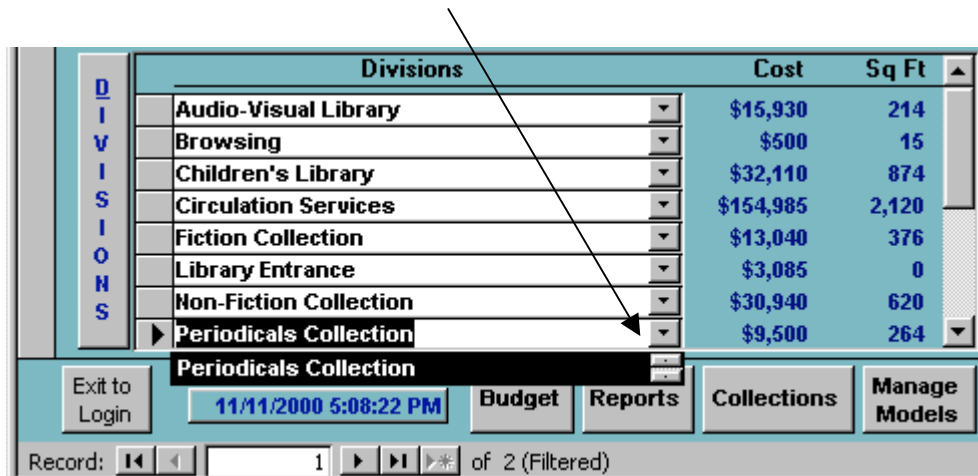 DIVISIONS
Divisions Cost Sq Ft
Audio-Visual Library $15,930 214
Browsing $500 15
Children's Library $32,110 874
Circulation Services $154,985 2,120
Fiction Collection $13,040 376
Library Entrance $3,085 0
Non-Fiction Collection $30,940 620
Periodicals Collection $9,500 264
Periodicals Collection
Exit to
Login
11/11/2000 5:08:22 PM
Budget
Reports
Collections
Manage
Models
Record: 1 of 2 (Filtered)